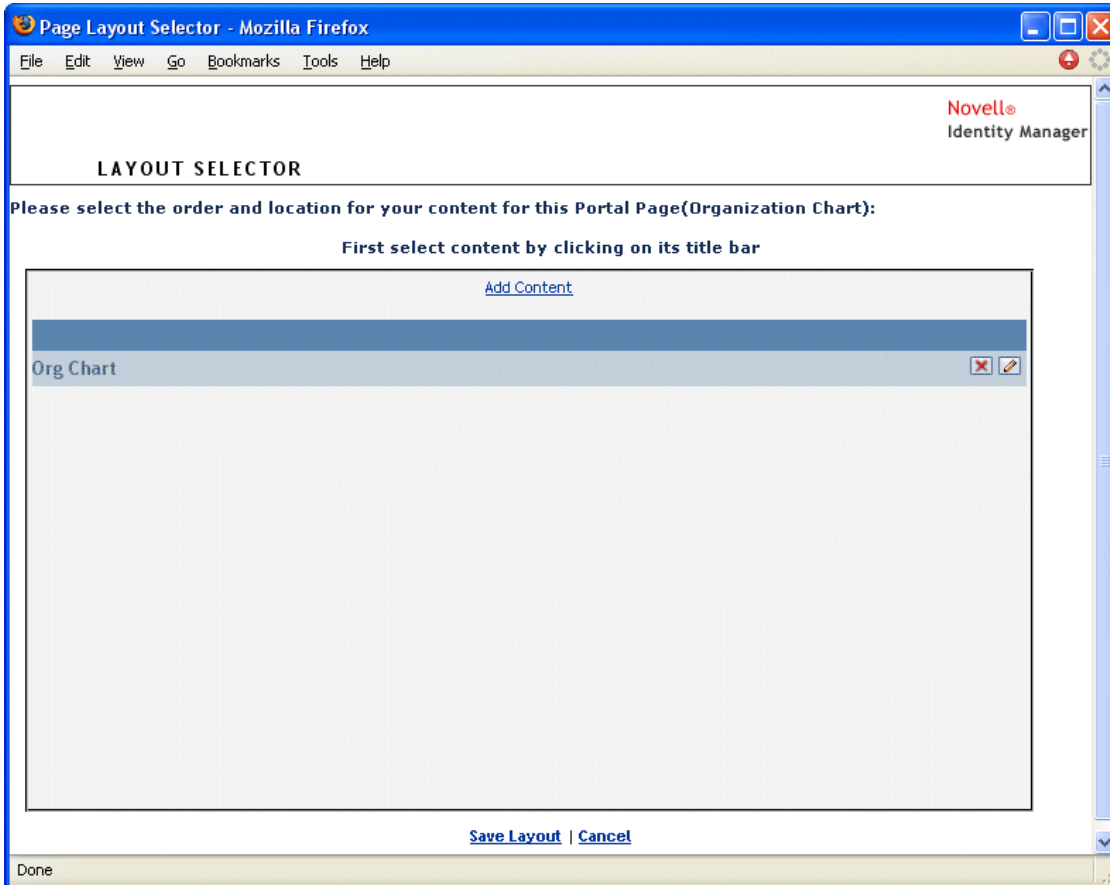 Page Layout Selector - Mozilla Firefox
File Edit View Go Bookmarks Tools Help
Novell®
Identity Manager
LAYOUT SELECTOR
Please select the order and location for your content for this Portal Page(Organization Chart):
First select content by clicking on its title bar
Add Content
Org Chart
Save Layout | Cancel
Done